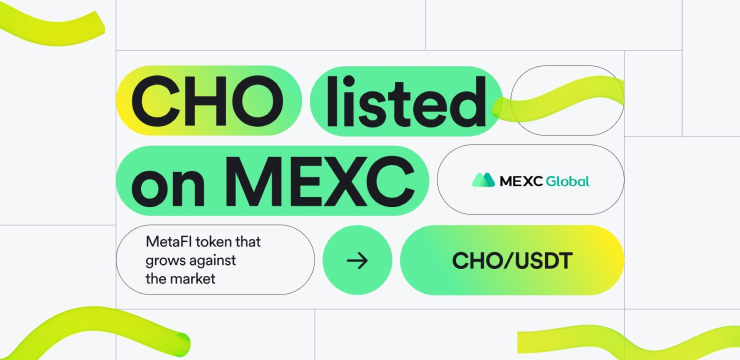 CHO listed
on MEXC
MEXC Global
MetaFI token that
grows against
the market
CHO/USDT